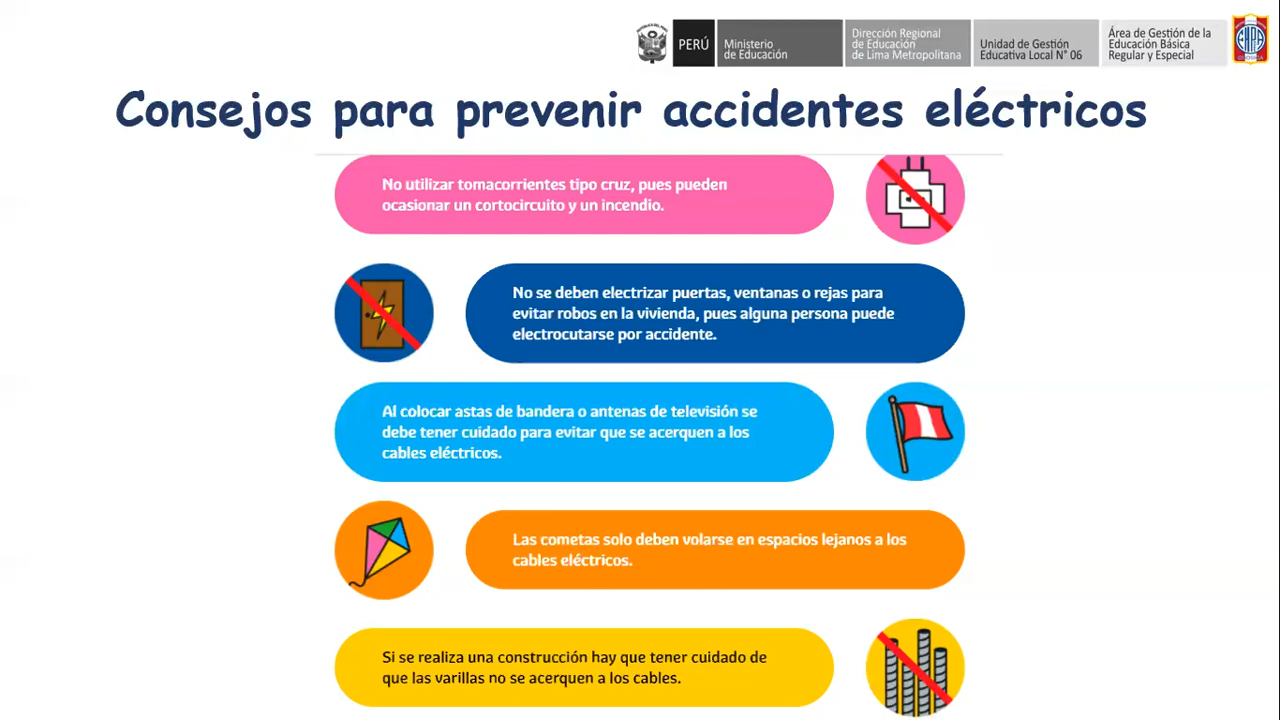 PERÚ
Ministerio
de Educación
Dirección Regional
de Educación
de Lima Metropolitana
Unidad de Gestión
Educativa Local N° 06
Área de Gestión de la
Educación Básica
Regular y Especial
Consejos para prevenir accidentes eléctricos
No utilizar tomacorrientes tipo cruz, pues pueden
ocasionar un cortocircuito y un incendio.
No se deben electrizar puertas, ventanas o rejas para
evitar robos en la vivienda, pues alguna persona puede
electrocutarse por accidente.
Al colocar astas de bandera o antenas de televisión se
debe tener cuidado para evitar que se acerquen a los
cables eléctricos.
Las cometas solo deben volarse en espacios lejanos a los
cables eléctricos.
Si se realiza una construcción hay que tener cuidado de
que las varillas no se acerquen a los cables.